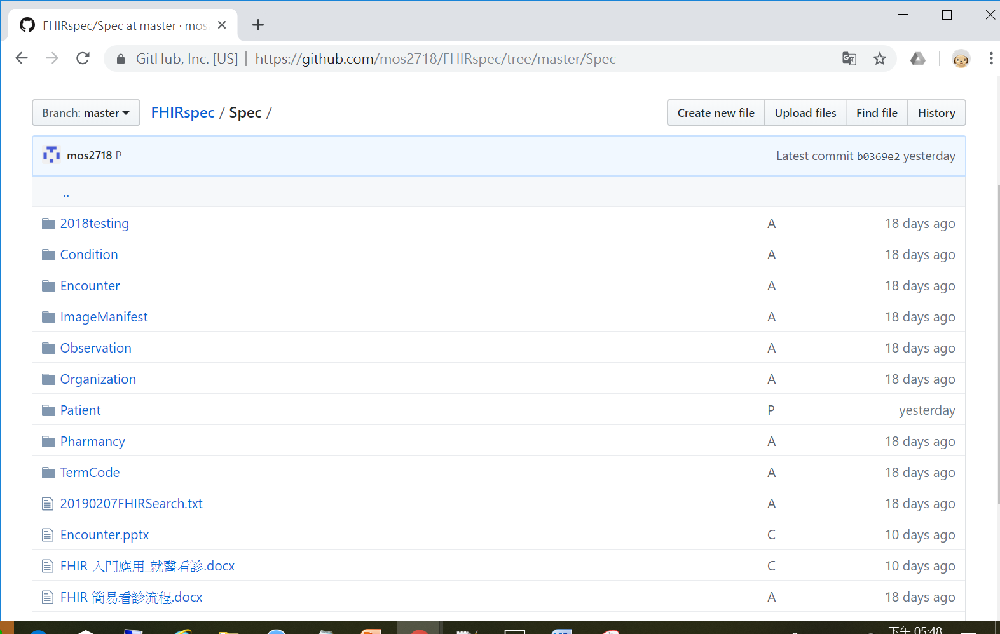 FHIRspec/Spec at master · mos
GitHub, Inc. [US] | https://github.com/mos2718/FHIRspec/tree/master/Spec
Branch: master FHIRspec / Spec / Create new file Upload files Find file History
mos2718 P Latest commit b0369e2 yesterday
..
2018testing A 18 days ago
Condition A 18 days ago
Encounter A 18 days ago
ImageManifest A 18 days ago
Observation A 18 days ago
Organization A 18 days ago
Patient P yesterday
Pharmancy A 18 days ago
TermCode A 18 days ago
20190207FHIRSearch.txt A 18 days ago
Encounter.pptx C 10 days ago
FHIR 入門應用_就醫看診.docx C 10 days ago
FHIR 簡易看診流程.docx A 18 days ago
下午 05:48